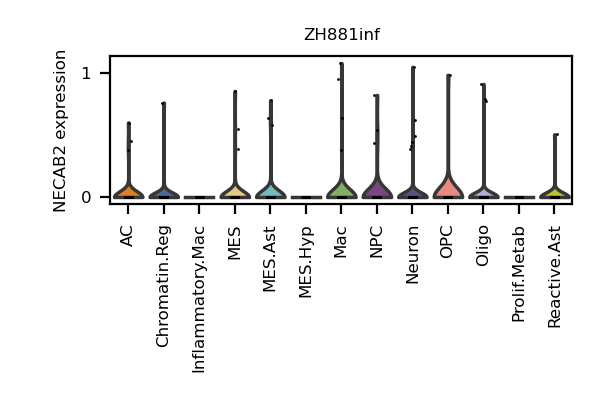 ZH881inf
NECAB2 expression
1
0
AC
Chromatin.Reg
Inflammatory.Mac
MES
MES.Ast
MES.Hyp
Mac
NPC
Neuron
OPC
Oligo
Prolif.Metab
Reactive.Ast